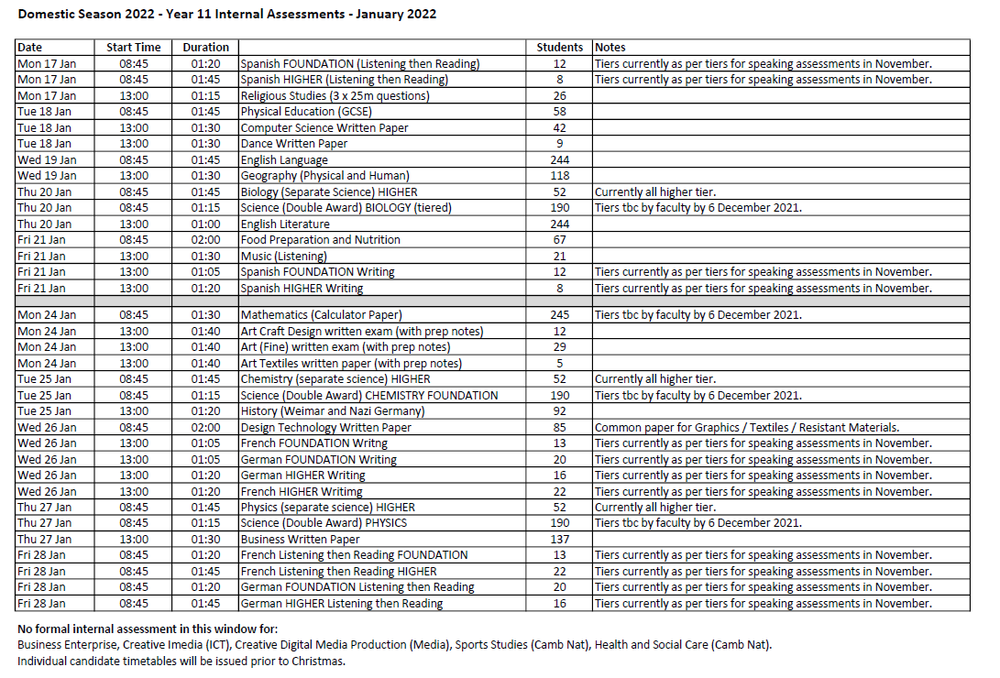 Domestic Season 2022 - Year 11 Internal Assessments - January 2022
Date Start Time Duration Students Notes
Mon 17 Jan 08:45 01:20 Spanish FOUNDATION (Listening then Reading) 12 Tiers currently as per tiers for speaking assessments in November.
Mon 17 Jan 08:45 01:45 Spanish HIGHER (Listening then Reading) 8 Tiers currently as per tiers for speaking assessments in November.
Mon 17 Jan 13:00 01:15 Religious Studies (3 x 25m questions) 26
Tue 18 Jan 08:45 01:45 Physical Education (GCSE) 58
Tue 18 Jan 13:00 01:30 Computer Science Written Paper 42
Tue 18 Jan 13:00 01:30 Dance Written Paper 9
Wed 19 Jan 08:45 01:45 English Language 244
Wed 19 Jan 13:00 01:30 Geography (Physical and Human) 118
Thu 20 Jan 08:45 01:45 Biology (Separate Science) HIGHER 52 Currently all higher tier.
Thu 20 Jan 08:45 01:15 Science (Double Award) BIOLOGY (tiered) 190 Tiers tbc by faculty by 6 December 2021.
Thu 20 Jan 13:00 01:00 English Literature 244
Fri 21 Jan 08:45 02:00 Food Preparation and Nutrition 67
Fri 21 Jan 13:00 01:30 Music (Listening) 21
Fri 21 Jan 13:00 01:05 Spanish FOUNDATION Writing 12 Tiers currently as per tiers for speaking assessments in November.
Fri 21 Jan 13:00 01:20 Spanish HIGHER Writing 8 Tiers currently as per tiers for speaking assessments in November.
Mon 24 Jan 08:45 01:30 Mathematics (Calculator Paper) 245 Tiers tbc by faculty by 6 December 2021.
Mon 24 Jan 13:00 01:40 Art Craft Design written exam (with prep notes) 12
Mon 24 Jan 13:00 01:40 Art (Fine) written exam (with prep notes) 29
Mon 24 Jan 13:00 01:40 Art Textiles written paper (with prep notes) 5
Tue 25 Jan 08:45 01:45 Chemistry (separate science) HIGHER 52 Currently all higher tier.
Tue 25 Jan 08:45 01:15 Science (Double Award) CHEMISTRY FOUNDATION 190 Tiers tbc by faculty by 6 December 2021.
Tue 25 Jan 13:00 01:20 History (Weimar and Nazi Germany) 92
Wed 26 Jan 08:45 02:00 Design Technology Written Paper 85 Common paper for Graphics / Textiles / Resistant Materials.
Wed 26 Jan 13:00 01:05 French FOUNDATION Writng 13 Tiers currently as per tiers for speaking assessments in November.
Wed 26 Jan 13:00 01:05 German FOUNDATION Writing 20 Tiers currently as per tiers for speaking assessments in November.
Wed 26 Jan 13:00 01:20 German HIGHER Writing 16 Tiers currently as per tiers for speaking assessments in November.
Wed 26 Jan 13:00 01:20 French HIGHER Writimg 22 Tiers currently as per tiers for speaking assessments in November.
Thu 27 Jan 08:45 01:45 Physics (separate science) HIGHER 52 Currently all higher tier.
Thu 27 Jan 08:45 01:15 Science (Double Award) PHYSICS 190 Tiers tbc by faculty by 6 December 2021.
Thu 27 Jan 13:00 01:30 Business Written Paper 137
Fri 28 Jan 08:45 01:20 French Listening then Reading FOUNDATION 13 Tiers currently as per tiers for speaking assessments in November.
Fri 28 Jan 08:45 01:45 French Listening then Reading HIGHER 22 Tiers currently as per tiers for speaking assessments in November.
Fri 28 Jan 08:45 01:20 German FOUNDATION Listening then Reading 20 Tiers currently as per tiers for speaking assessments in November.
Fri 28 Jan 08:45 01:45 German HIGHER Listening then Reading 16 Tiers currently as per tiers for speaking assessments in November.
No formal internal assessment in this window for:
Business Enterprise, Creative Imedia (ICT), Creative Digital Media Production (Media), Sports Studies (Camb Nat), Health and Social Care (Camb Nat).
Individual candidate timetables will be issued prior to Christmas.